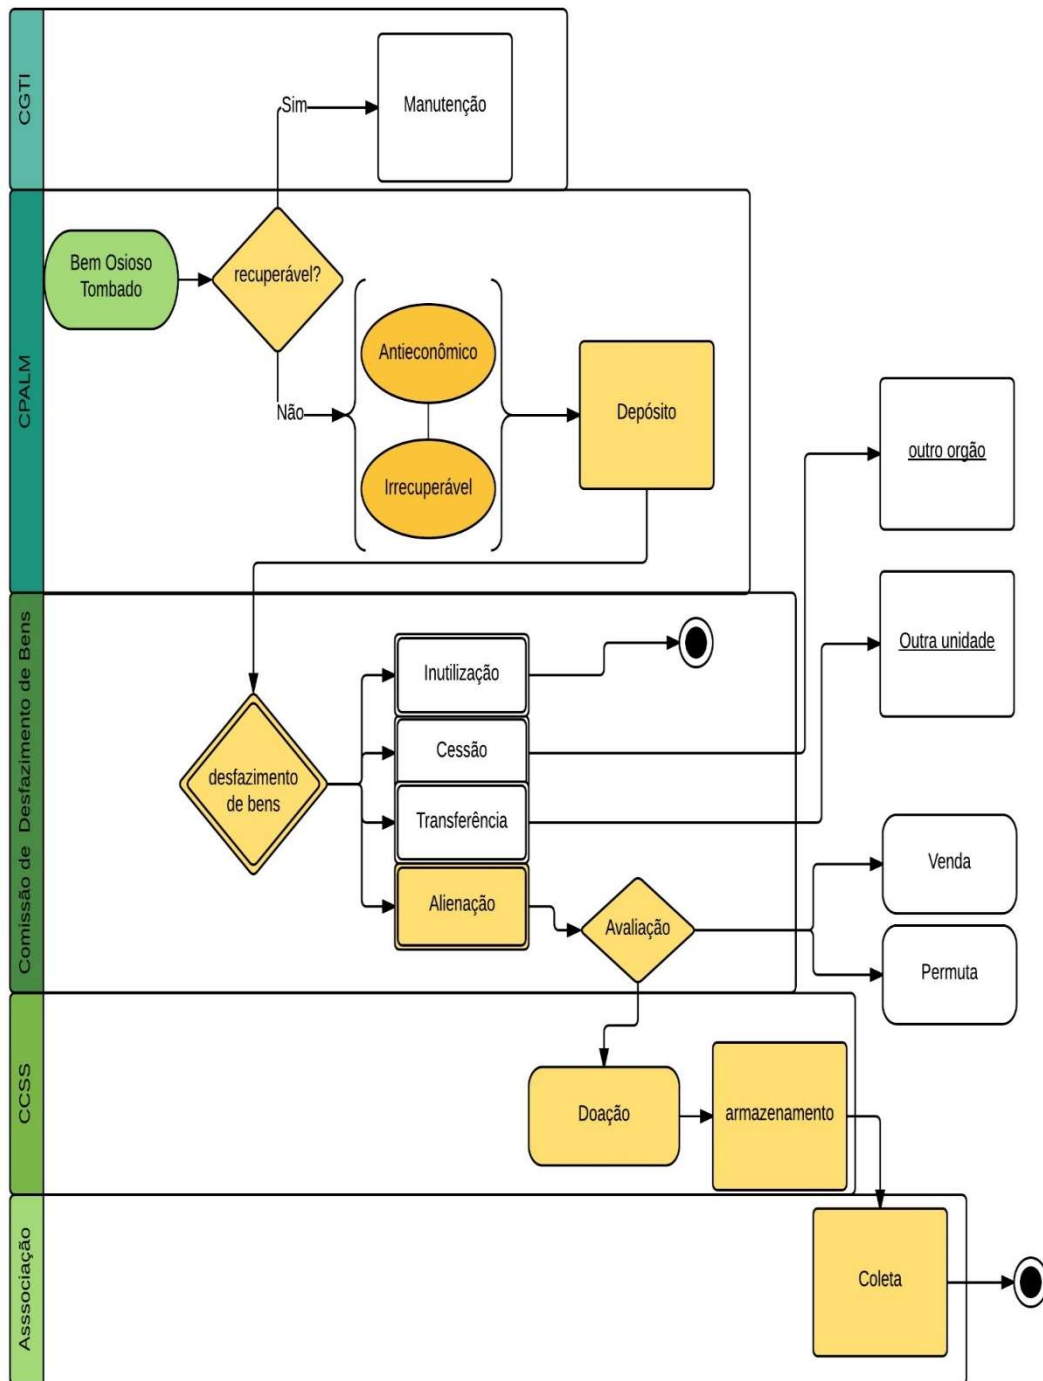 CGTI
Sim
Manutenção
CPALM
Bem Osioso
Tombado
recuperável?
Não
Antieconômico
Irrecuperável
Depósito
outro orgão
Outra unidade
Comissão de Desfazimento de Bens
desfazimento
de bens
Inutilização
Cessão
Transferência
Alienação
Avaliação
Venda
Permuta
CCSS
Doação
armazenamento
Asssociação
Coleta